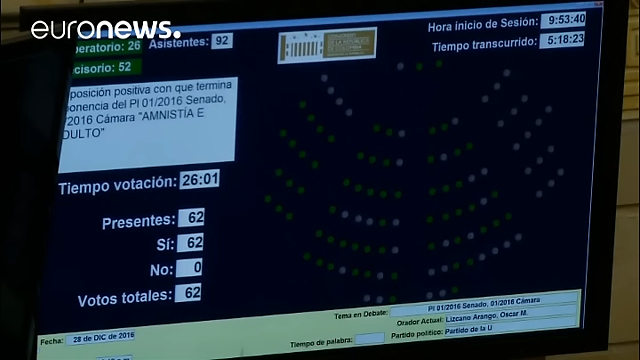 euronews.
peratorio: 26
Asistentes: 92
cisorio: 52
Hora inicio de Sesión: 9:53:40
Tiempo transcurrido: 5:18:23
posición positiva con que termina
onencia del Pl 01/2016 Senado,
/2016 Cámara "AMNISTÍA E
DULTO"
Tiempo votación: 26:01
Presentes: 62
Sí: 62
No: 0
Votos totales: 62
Fecha: 28 de DIC de 2016
Tema en Debate: Pl 01/2016 Senado, 01/2016 Cámara
Orador Actual: Lizcano Arango, Oscar M.
Tiempo de palabra:
Partido político: Partido de la U